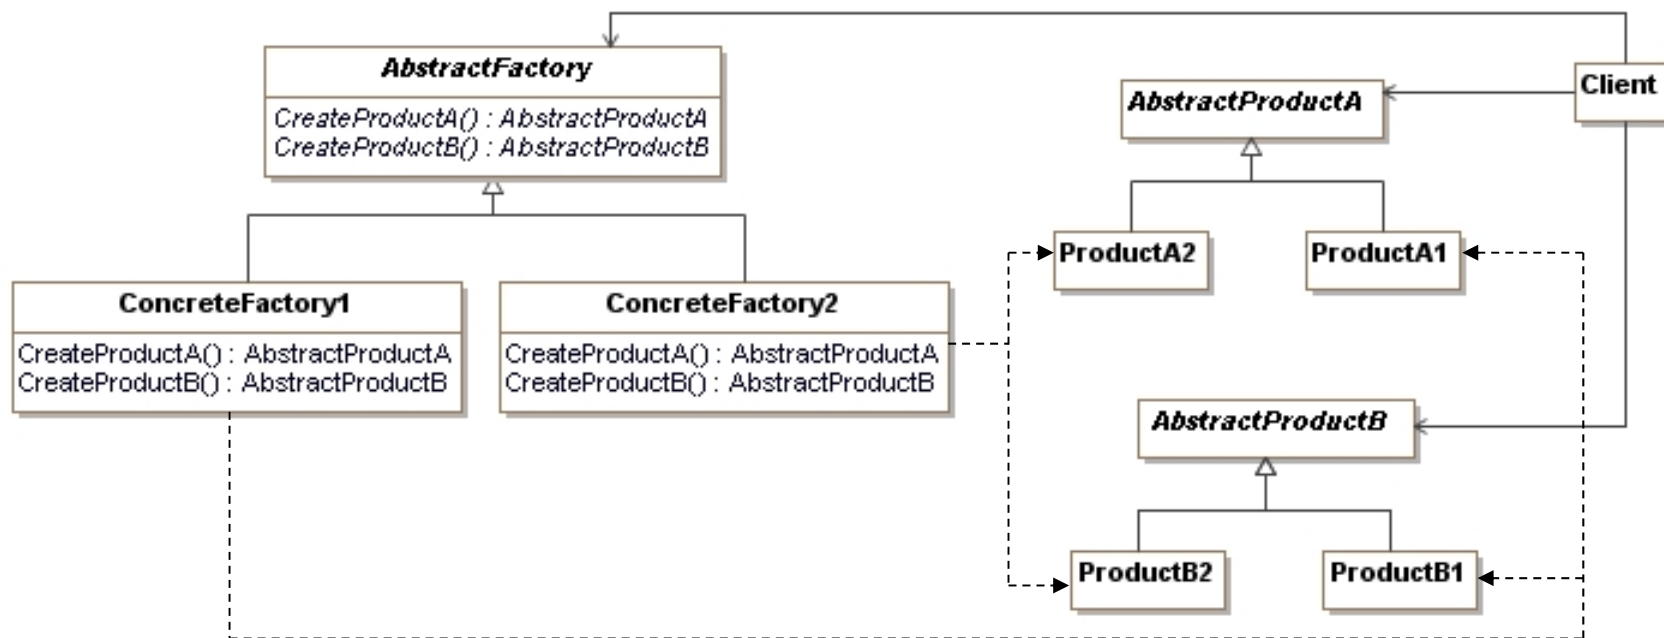 AbstractFactory
CreateProductA() : AbstractProductA
CreateProductB() : AbstractProductB
Client
AbstractProductA
ProductA2
ProductA1
ConcreteFactory1
CreateProductA() : AbstractProductA
CreateProductB() : AbstractProductB
ConcreteFactory2
CreateProductA() : AbstractProductA
CreateProductB() : AbstractProductB
AbstractProductB
ProductB2
ProductB1